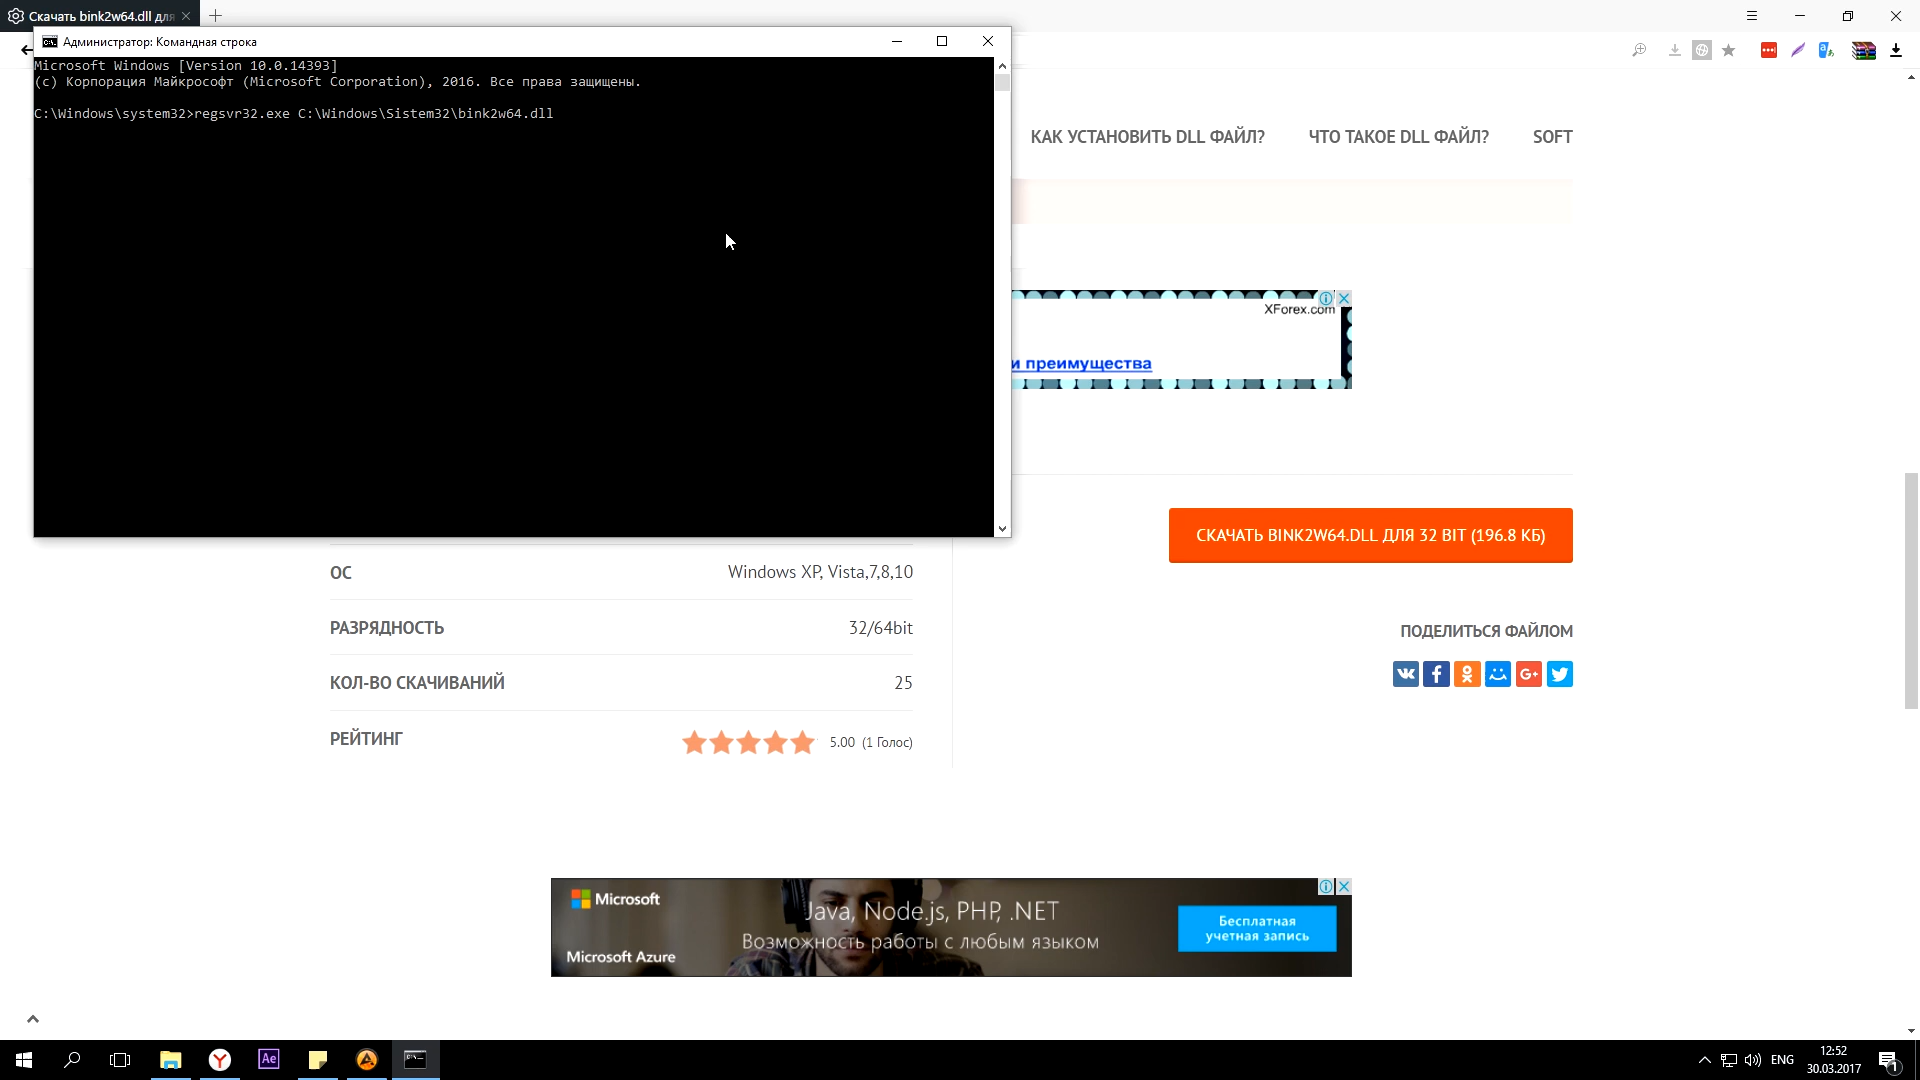 Скачать bink2w64.dll для
Администратор: Командная строка
Microsoft Windows [Version 10.0.14393]
(c) Корпорация Майкрософт (Microsoft Corporation), 2016. Все права защищены.
C:\Windows\system32>regsvr32.exe C:\Windows\Sistem32\bink2w64.dll
КАК УСТАНОВИТЬ DLL ФАЙЛ?
ЧТО ТАКОЕ DLL ФАЙЛ?
SOFT
XForex.com
и преимущества
СКАЧАТЬ BINK2W64.DLL ДЛЯ 32 BIT (196.8 КБ)
ОС
Windows XP, Vista,7,8,10
РАЗРЯДНОСТЬ
32/64bit
ПОДЕЛИТЬСЯ ФАЙЛОМ
КОЛ-ВО СКАЧИВАНИЙ
25
РЕЙТИНГ
5.00 (1 Голос)
Microsoft
Java, Node.js, PHP, .NET
Возможность работы с любым языком
Microsoft Azure
Бесплатная
учетная запись
Ae
ENG
12:52
30.03.2017
1